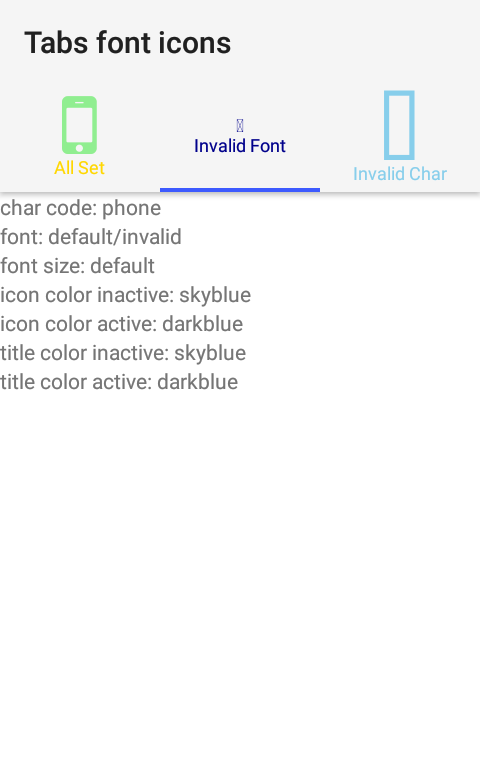 Tabs font icons
All Set
Invalid Font
Invalid Char
char code: phone
font: default/invalid
font size: default
icon color inactive: skyblue
icon color active: darkblue
title color inactive: skyblue
title color active: darkblue